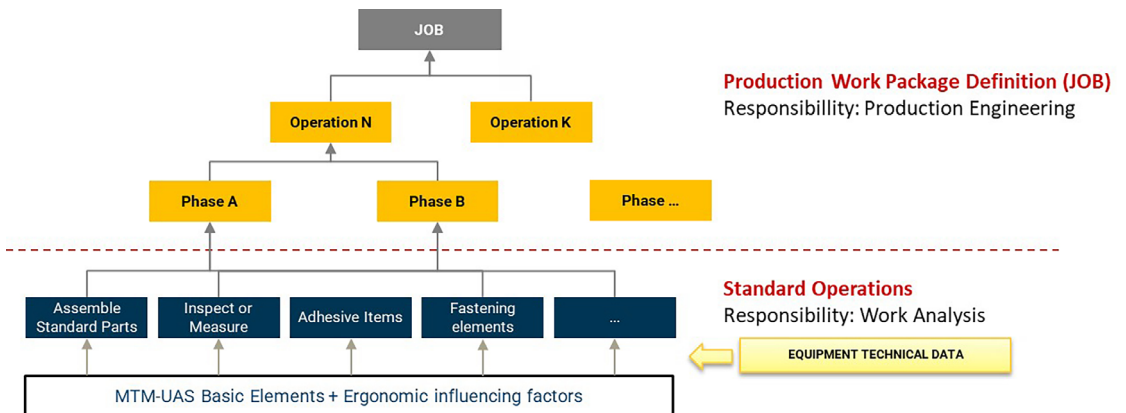 JOB
Production Work Package Definition (JOB)
Responsibillity: Production Engineering
Operation N
Operation K
Phase A
Phase B
Phase ...
Standard Operations
Responsibility: Work Analysis
Assemble
Standard Parts
Inspect or
Measure
Adhesive Items
Fastening
elements
...
EQUIPMENT TECHNICAL DATA
MTM-UAS Basic Elements + Ergonomic influencing factors